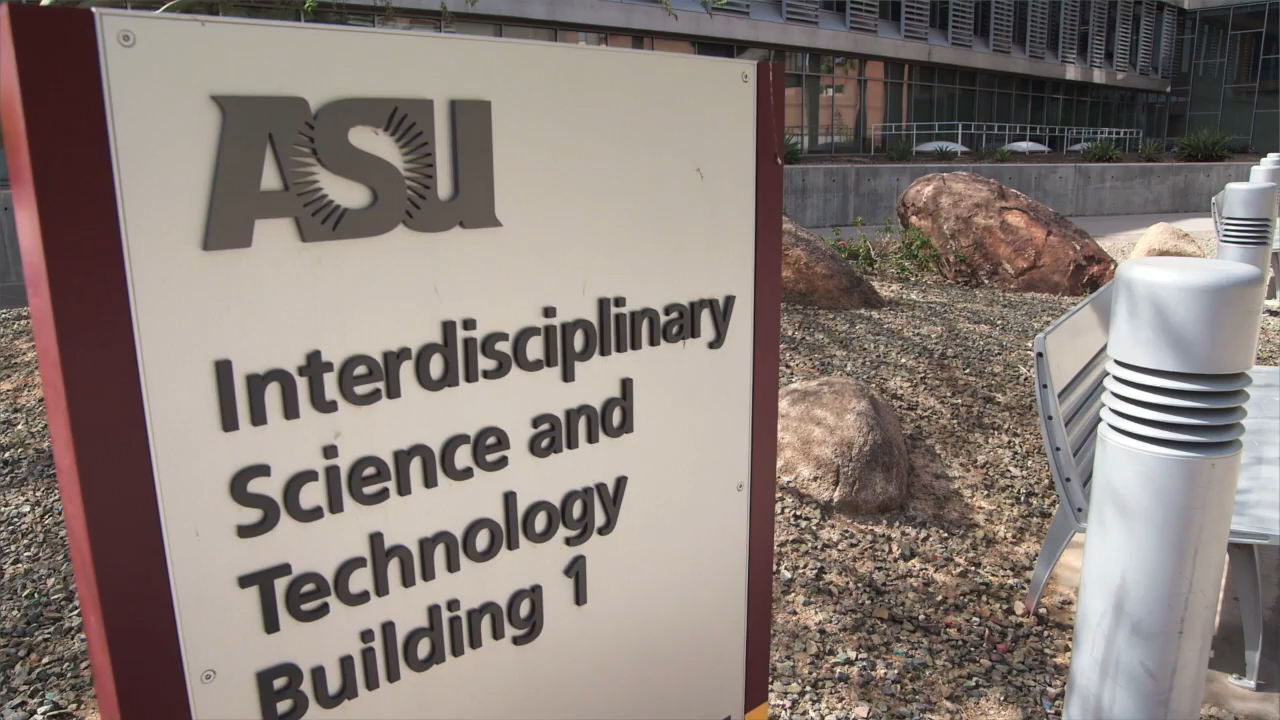 ASU
Interdisciplinary
Science and
Technology
Building 1